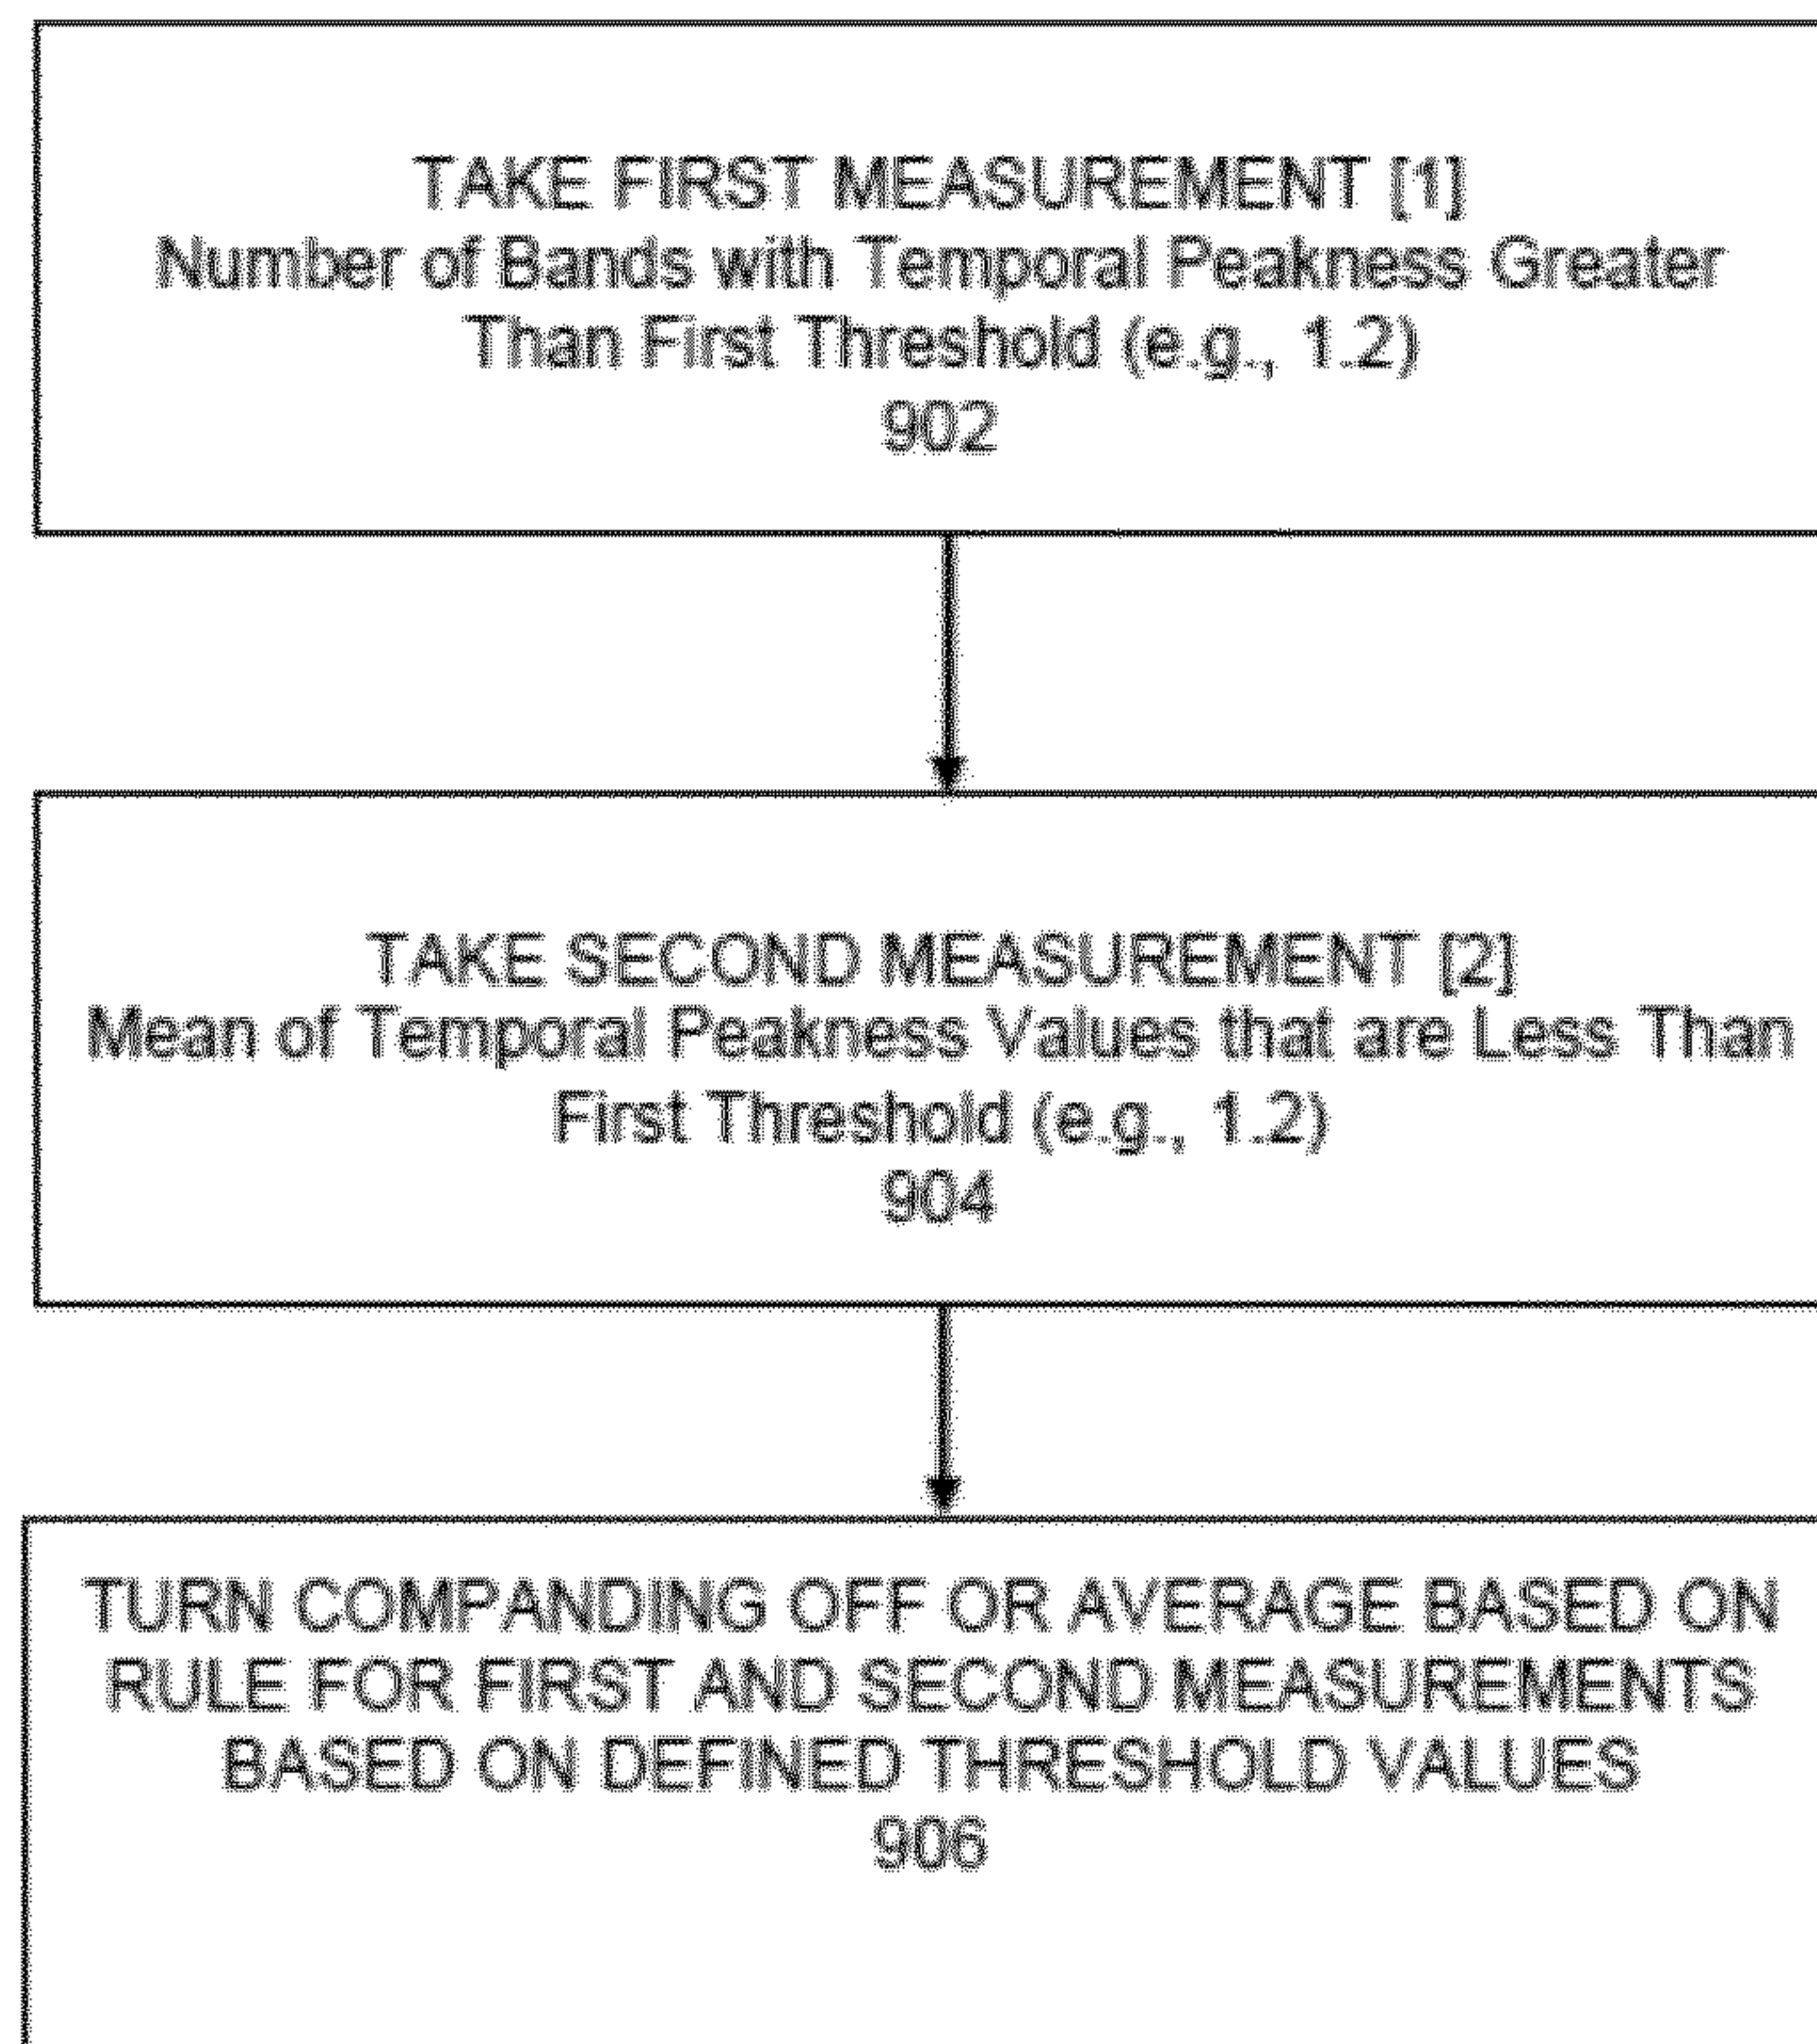 TAKE FIRST MEASUREMENT [1]
Number of Bands with Temporal Peakness Greater
Than First Threshold (e.g., 1.2)
902
TAKE SECOND MEASUREMENT [2]
Mean of Temporal Peakness Values that are Less Than
First Threshold (e.g., 1.2)
904
TURN COMPANDING OFF OR AVERAGE BASED ON
RULE FOR FIRST AND SECOND MEASUREMENTS
BASED ON DEFINED THRESHOLD VALUES
906